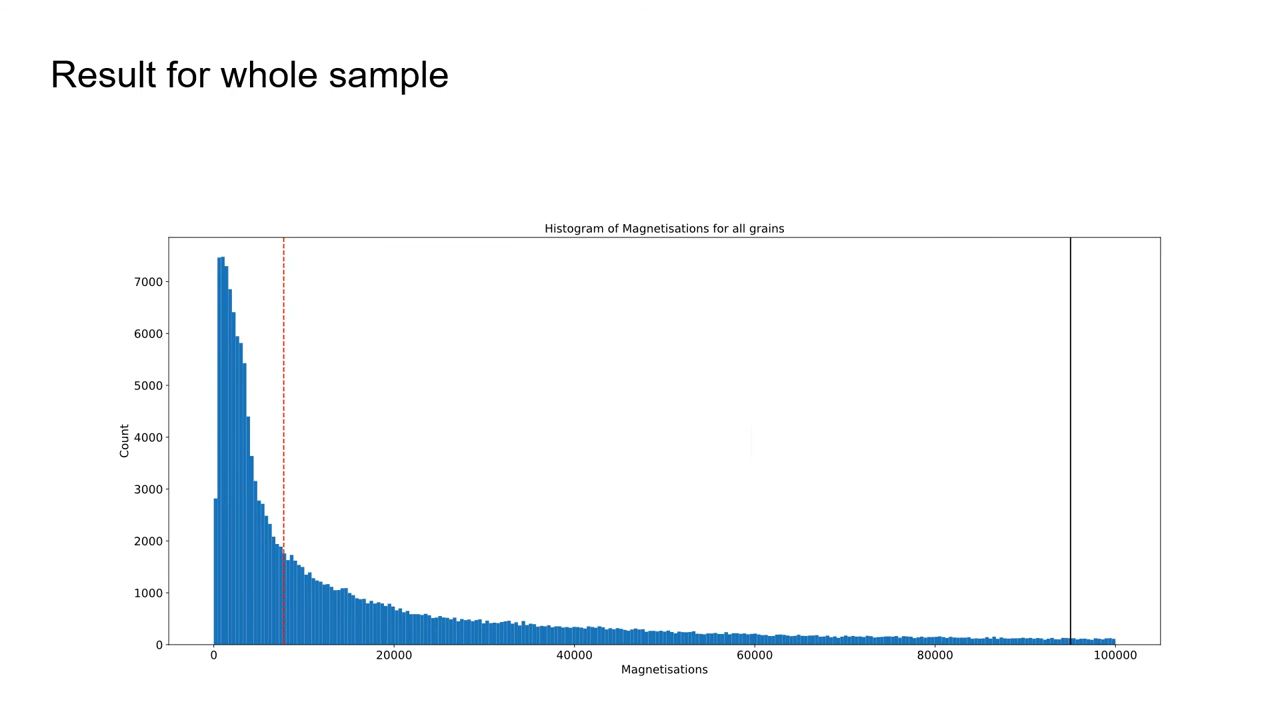 Result for whole sample
Histogram of Magnetisations for all grains
7000
6000
5000
4000
3000
2000
1000
0
Count
0 20000 40000 60000 80000 100000
Magnetisations